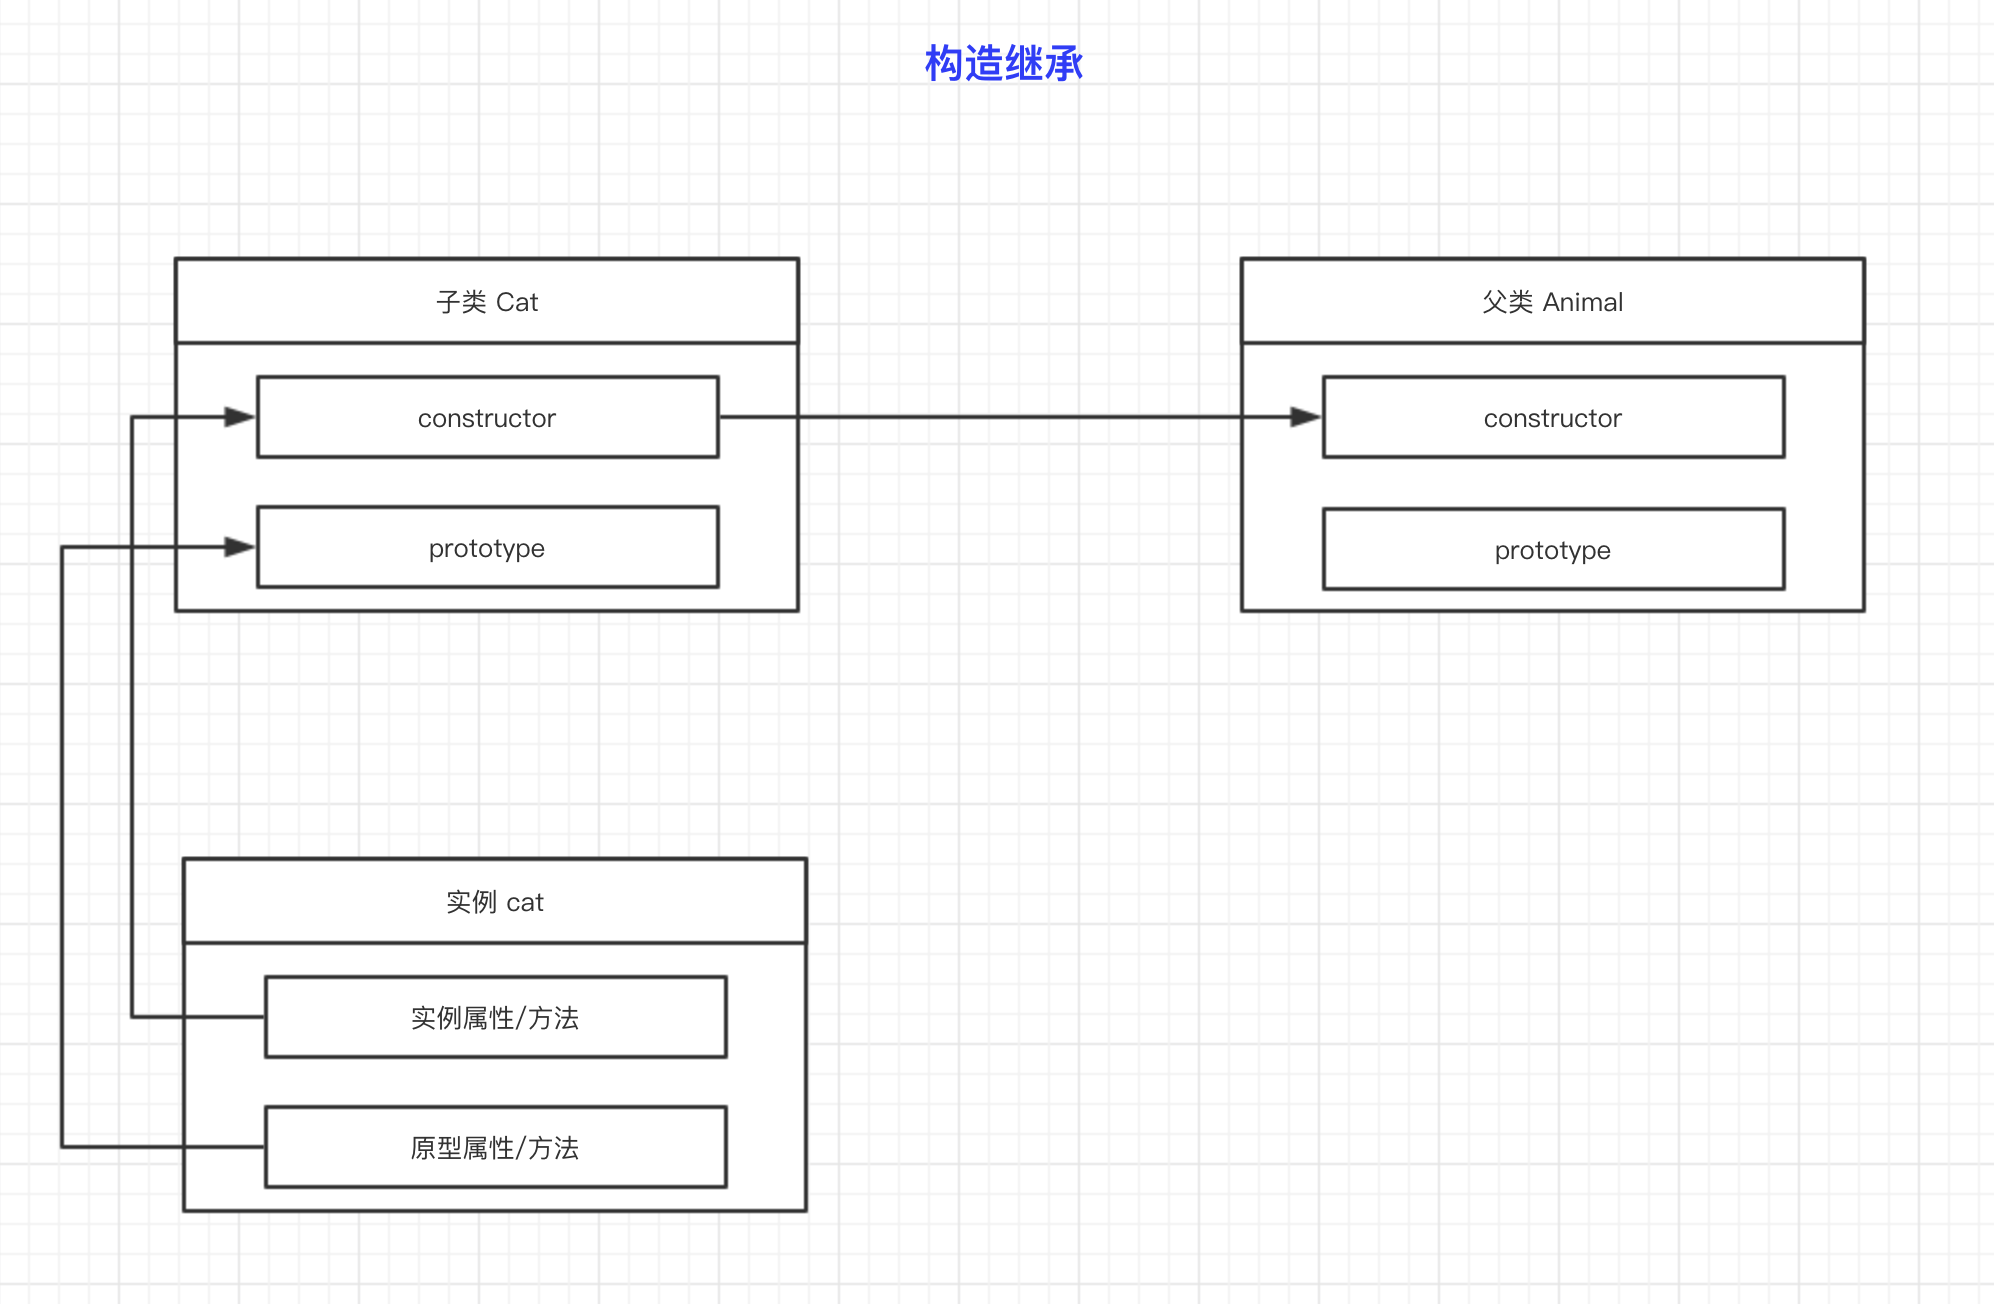 构造继承
子类 Cat
constructor
prototype
父类 Animal
constructor
prototype
实例 cat
实例属性/方法
原型属性/方法